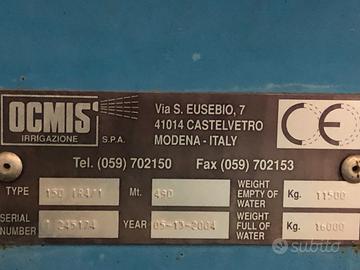 OCMIS
IRRIGAZIONE
S.P.A.
Via S. EUSEBIO, 7
41014 CASTELVETRO
MODENA - ITALY
CE
Tel. (059) 702150 Fax (059) 702153
TYPE Mt. 490 WEIGHT EMPTY OF WATER Kg. 11500
SERIAL NUMBER YEAR 05-13-2004 WEIGHT FULL OF WATER Kg. 16000
subito